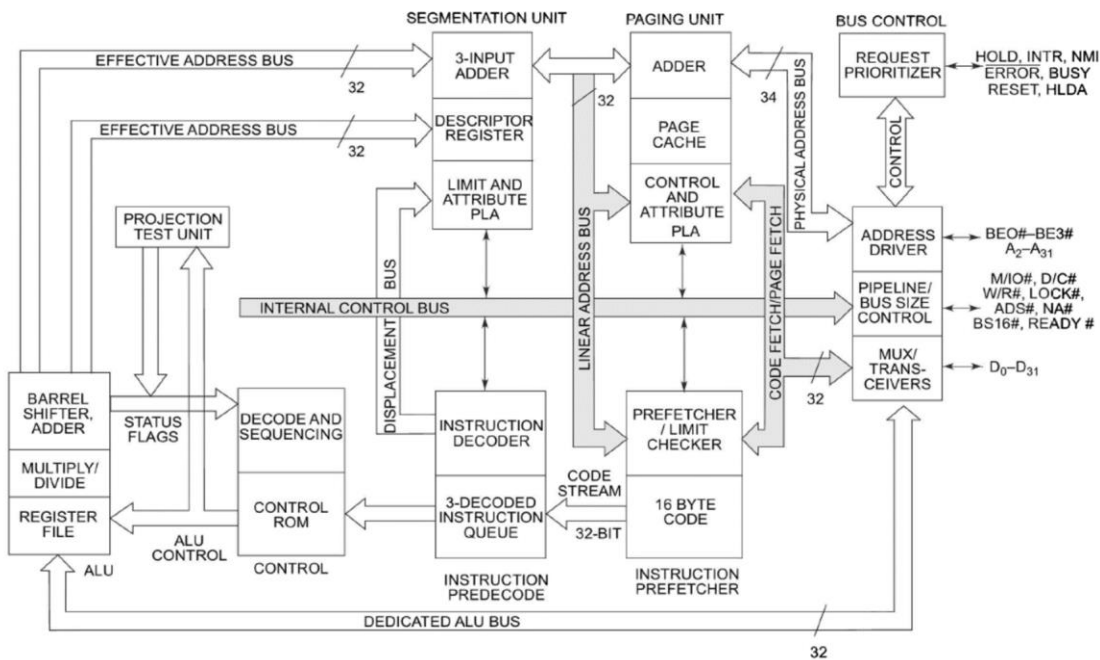 SEGMENTATION UNIT
PAGING UNIT
BUS CONTROL
EFFECTIVE ADDRESS BUS
32
3-INPUT
ADDER
32
ADDER
34
PHYSICAL ADDRESS BUS
REQUEST
PRIORITIZER
HOLD, INTR, NMI
ERROR, BUSY
RESET, HLDA
EFFECTIVE ADDRESS BUS
32
DESCRIPTOR
REGISTER
PAGE
CACHE
CONTROL
PROJECTION
TEST UNIT
LIMIT AND
ATTRIBUTE
PLA
CONTROL
AND
ATTRIBUTE
PLA
ADDRESS
DRIVER
BEO#–BE3#
A2–A31
INTERNAL CONTROL BUS
DISPLACEMENT BUS
LINEAR ADDRESS BUS
CODE FETCH/PAGE FETCH
PIPELINE/
BUS SIZE
CONTROL
M/IO#, D/C#
W/R#, LOCK#,
ADS#, NA#
BS16#, READY #
32
MUX/
TRANS-
CEIVERS
D0–D31
BARREL
SHIFTER,
ADDER
STATUS
FLAGS
DECODE AND
SEQUENCING
INSTRUCTION
DECODER
PREFETCHER
/ LIMIT
CHECKER
MULTIPLY/
DIVIDE
REGISTER
FILE
ALU
CONTROL
CONTROL
ROM
3-DECODED
INSTRUCTION
QUEUE
CODE
STREAM
32-BIT
16 BYTE
CODE
ALU
CONTROL
INSTRUCTION
PREDECODE
INSTRUCTION
PREFETCHER
DEDICATED ALU BUS
32